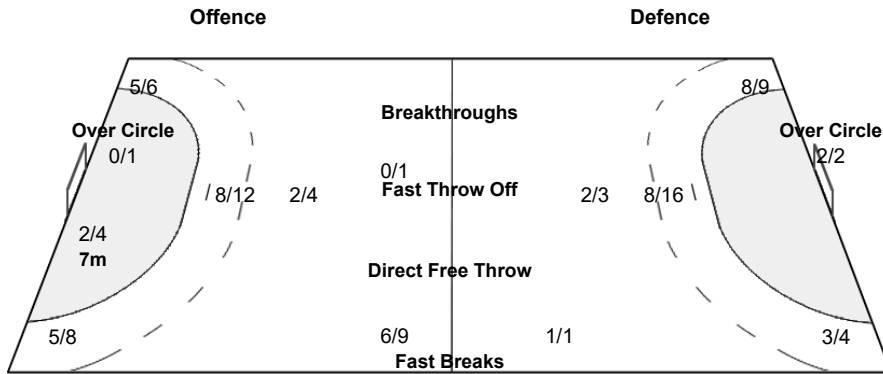 Offence Defence
5/6 8/9
Breakthroughs
Over Circle Over Circle
0/1 2/2
0/1
8/12 2/4 Fast Throw Off 2/3 8/16
2/4
7m
Direct Free Throw
5/8 6/9 1/1 3/4
Fast Breaks